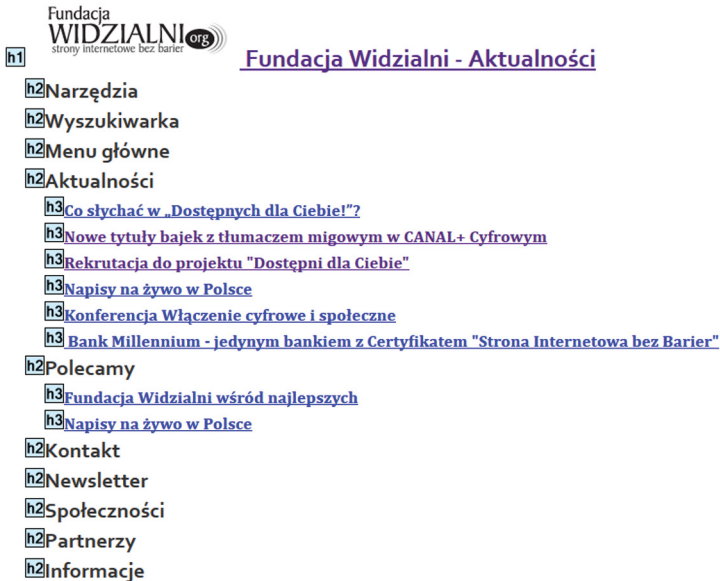 Fundacja
WIDZIALNI org
strony internetowe bez barier
h1 Fundacja Widzialni - Aktualności
h2 Narzędzia
h2 Wyszukiwarka
h2 Menu główne
h2 Aktualności
h3 Co słychać w „Dostępnych dla Ciebie!”?
h3 Nowe tytuły bajek z tłumaczem migowym w CANAL+ Cyfrowym
h3 Rekrutacja do projektu "Dostępni dla Ciebie"
h3 Napisy na żywo w Polsce
h3 Konferencja Włączenie cyfrowe i społeczne
h3 Bank Millennium - jedynym bankiem z Certyfikatem "Strona Internetowa bez Barier"
h2 Polecamy
h3 Fundacja Widzialni wśród najlepszych
h3 Napisy na żywo w Polsce
h2 Kontakt
h2 Newsletter
h2 Społeczności
h2 Partnerzy
h2 Informacje